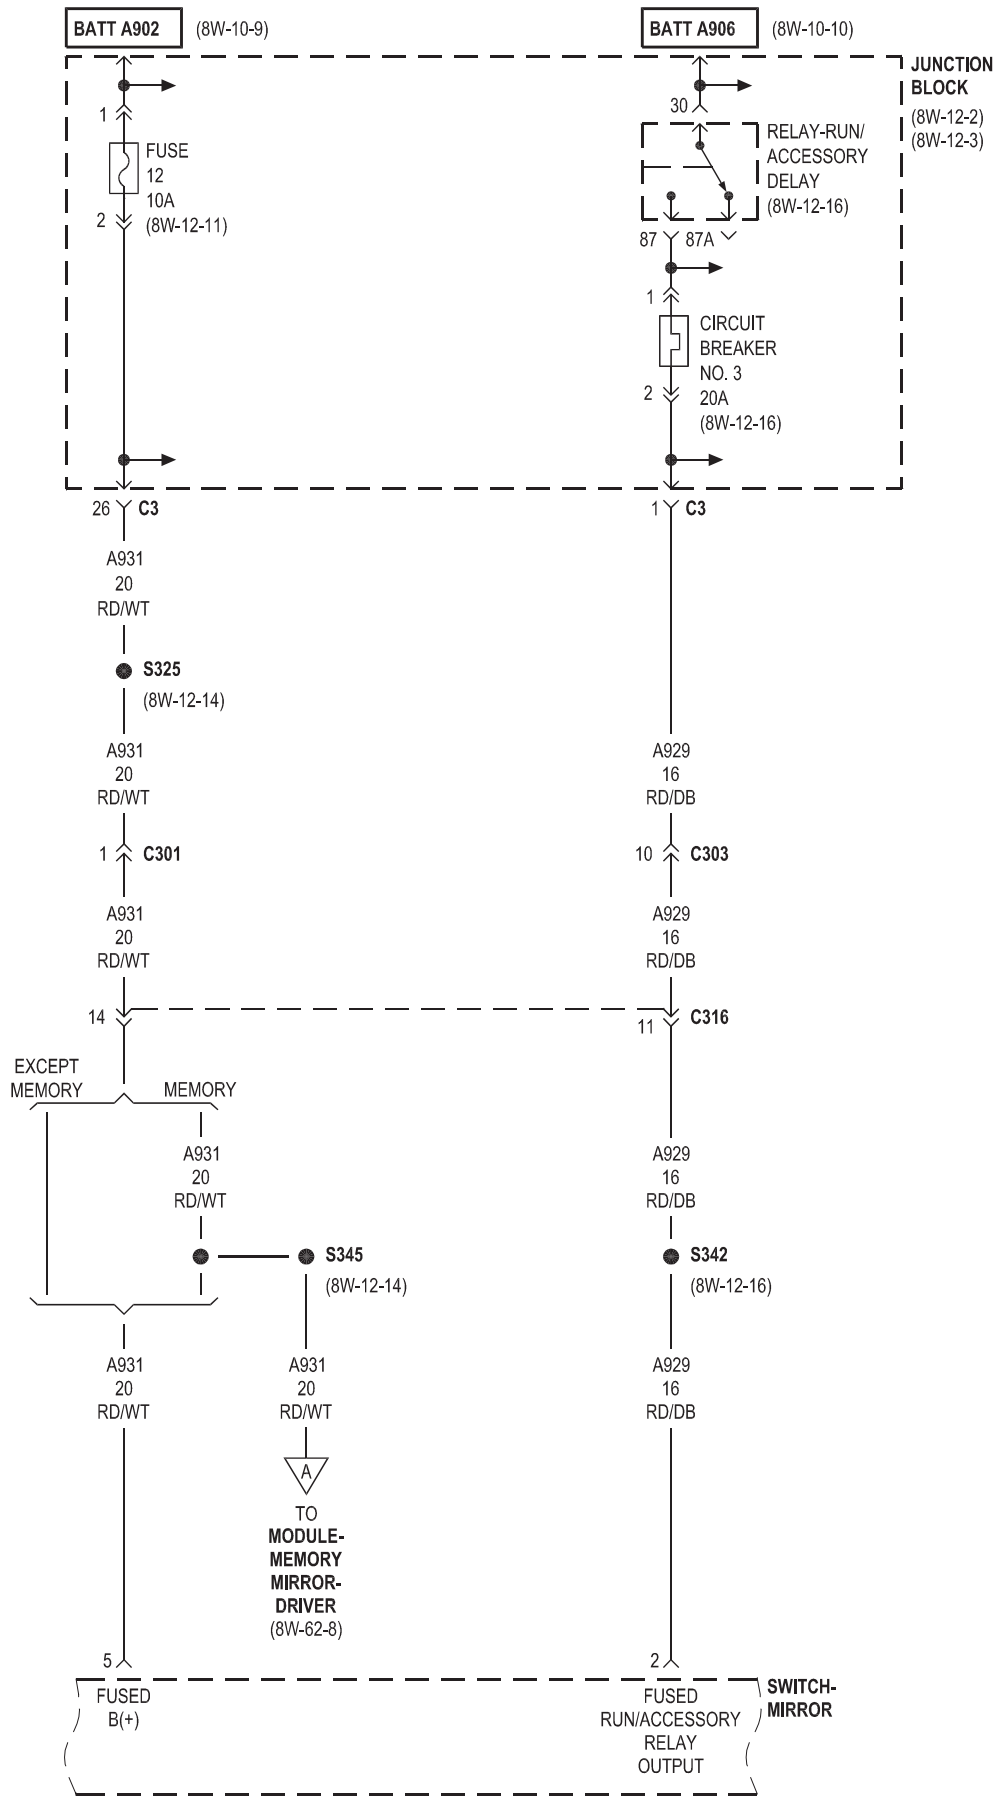 BATT A902
(8W-10-9)
BATT A906
(8W-10-10)
JUNCTION
BLOCK
(8W-12-2)
(8W-12-3)
1
FUSE
12
10A
(8W-12-11)
2
30
RELAY-RUN/
ACCESSORY
DELAY
(8W-12-16)
87
87A
1
CIRCUIT
BREAKER
NO. 3
20A
(8W-12-16)
2
26
C3
1
C3
A931
20
RD/WT
S325
(8W-12-14)
A931
20
RD/WT
A929
16
RD/DB
1
C301
10
C303
A931
20
RD/WT
A929
16
RD/DB
14
11
C316
EXCEPT
MEMORY
MEMORY
A931
20
RD/WT
A929
16
RD/DB
S345
(8W-12-14)
S342
(8W-12-16)
A931
20
RD/WT
A931
20
RD/WT
A929
16
RD/DB
A
TO
MODULE-
MEMORY
MIRROR-
DRIVER
(8W-62-8)
5
2
FUSED
B(+)
FUSED
RUN/ACCESSORY
RELAY
OUTPUT
SWITCH-
MIRROR